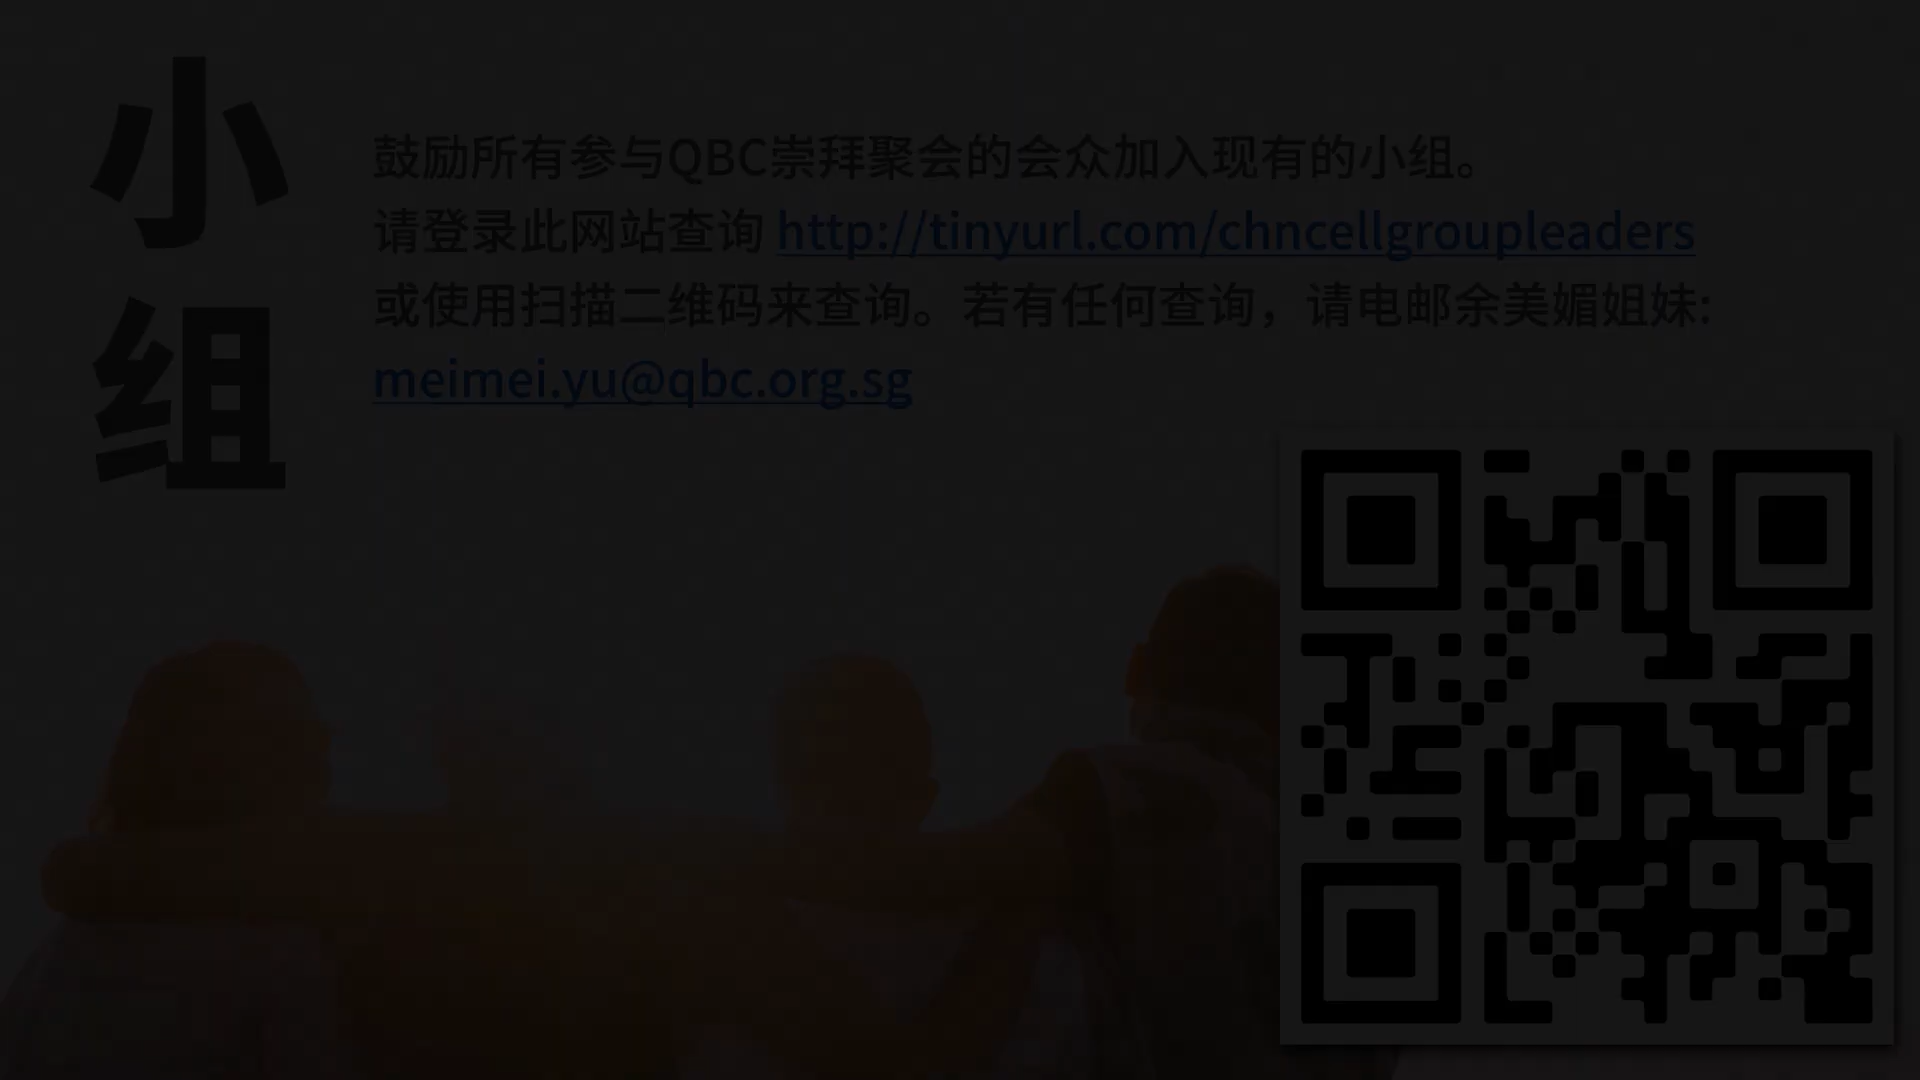 小组
鼓励所有参与QBC崇拜聚会的会众加入现有的小组。
请登录此网站查询 http://tinyurl.com/chncellgroupleaders
或使用扫描二维码来查询。若有任何查询，请电邮余美媚姐妹:
meimei.yu@qbc.org.sg